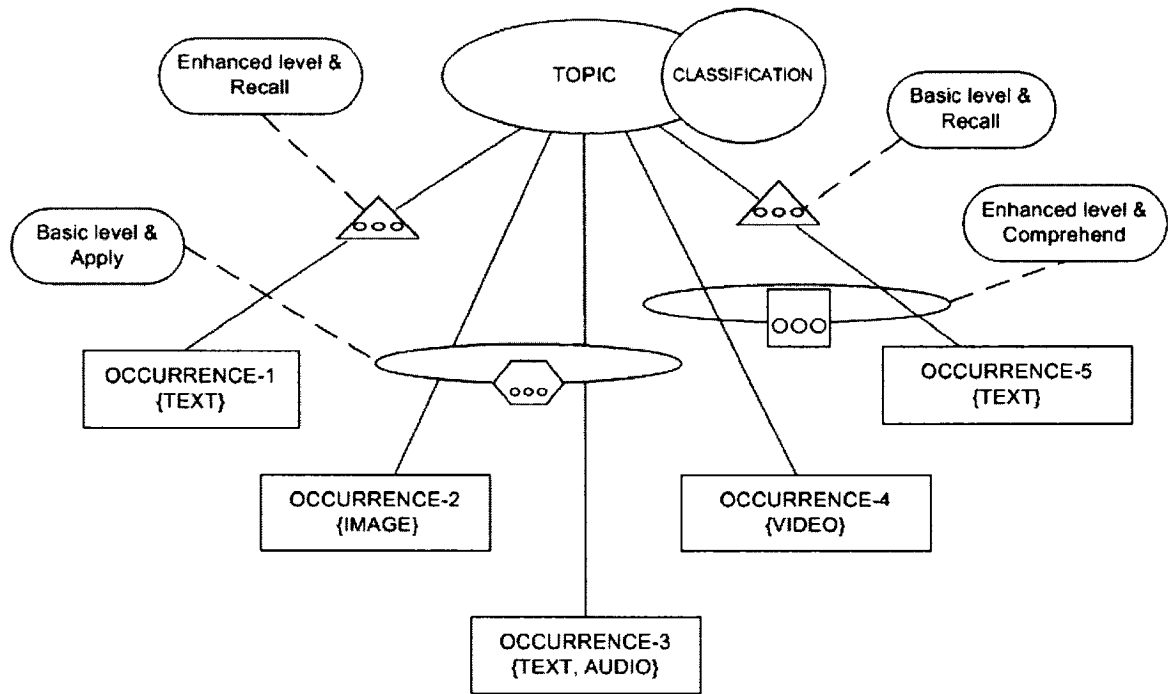 Enhanced level &
Recall
TOPIC
CLASSIFICATION
Basic level &
Recall
Basic level &
Apply
Enhanced level &
Comprehend
OCCURRENCE-1
{TEXT}
OCCURRENCE-5
{TEXT}
OCCURRENCE-2
{IMAGE}
OCCURRENCE-4
{VIDEO}
OCCURRENCE-3
{TEXT, AUDIO}